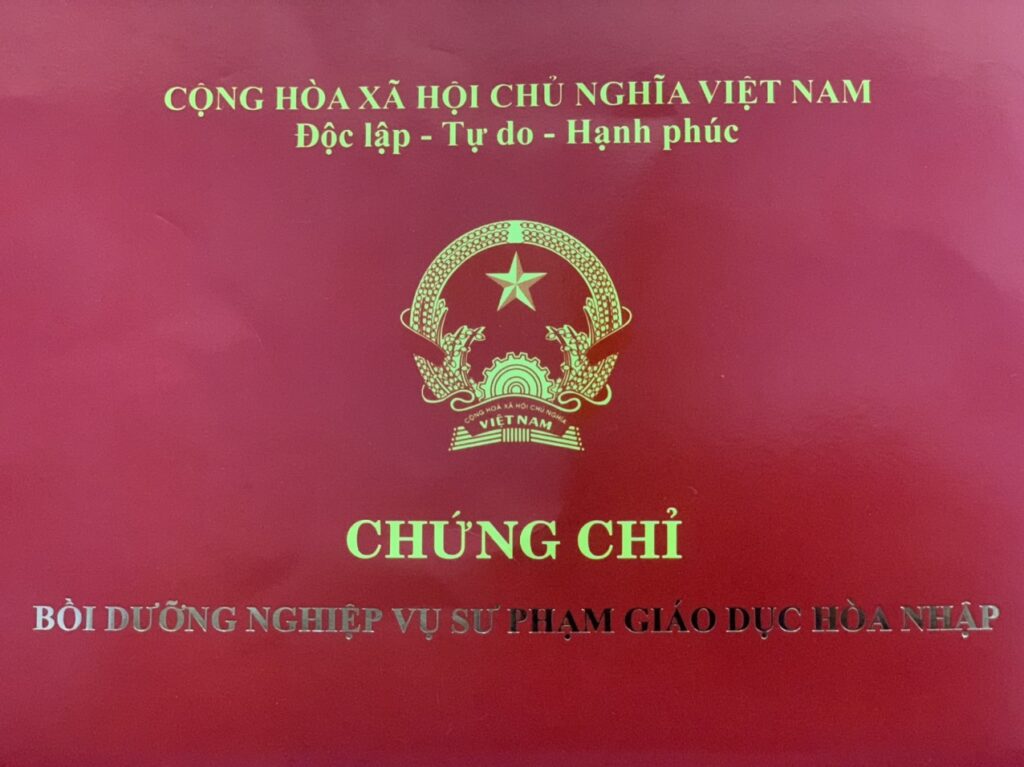 CỘNG HÒA XÃ HỘI CHỦ NGHĨA VIỆT NAM
Độc lập - Tự do - Hạnh phúc
CỘNG HOÀ XÃ HỘI CHỦ NGHĨA
VIỆT NAM
CHỨNG CHỈ
BỒI DƯỠNG NGHIỆP VỤ SƯ PHẠM GIÁO DỤC HÒA NHẬP